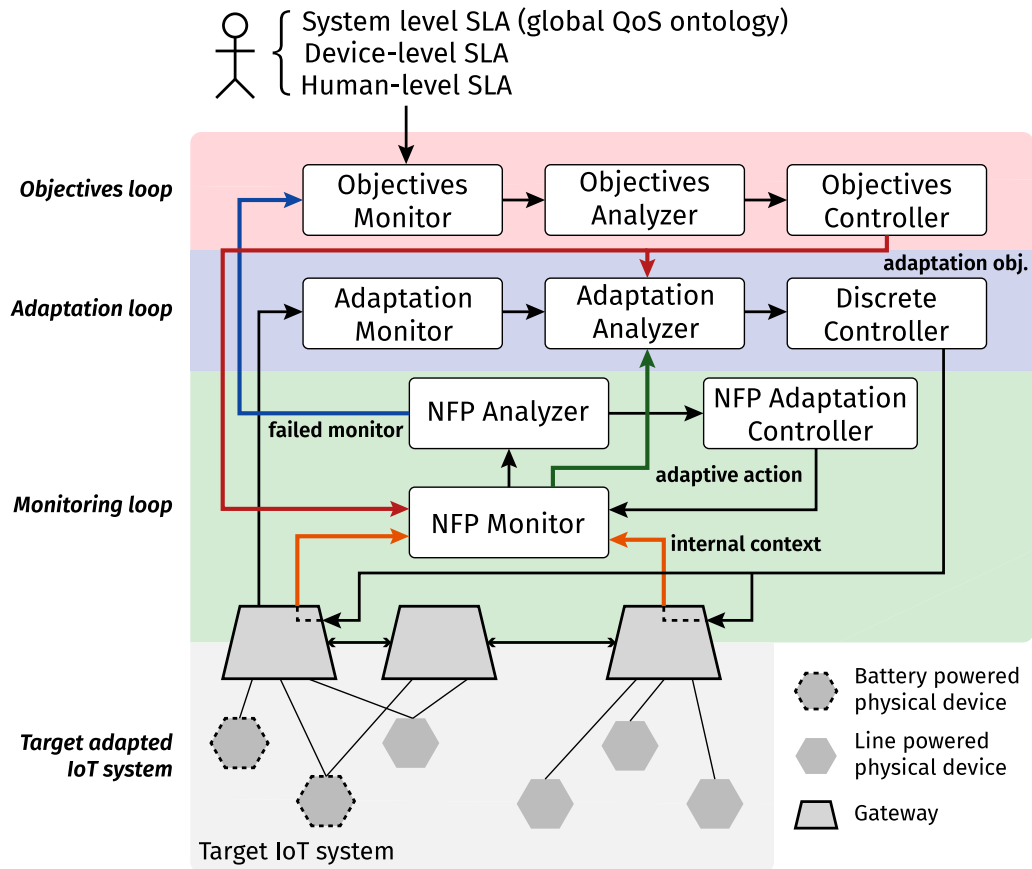 System level SLA (global QoS ontology)
Device-level SLA
Human-level SLA
Objectives loop
Objectives
Monitor
Objectives
Analyzer
Objectives
Controller
adaptation obj.
Adaptation loop
Adaptation
Monitor
Adaptation
Analyzer
Discrete
Controller
NFP Analyzer
NFP Adaptation
Controller
failed monitor
adaptive action
Monitoring loop
NFP Monitor
internal context
Target adapted
IoT system
Battery powered
physical device
Line powered
physical device
Gateway
Target IoT system